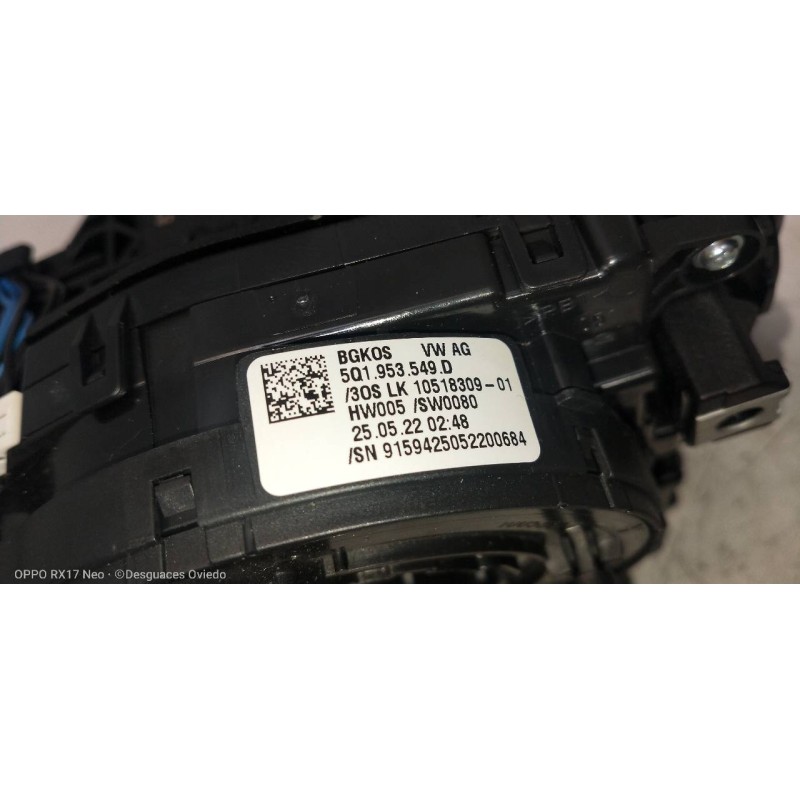 BGKOS VW AG
5Q1.953.549.D
/3OS LK 10518309-01
HW005 /SW0080
25.05.22 02:48
/SN 9159425052200684
OPPO RX17 Neo · ©Desguaces Oviedo